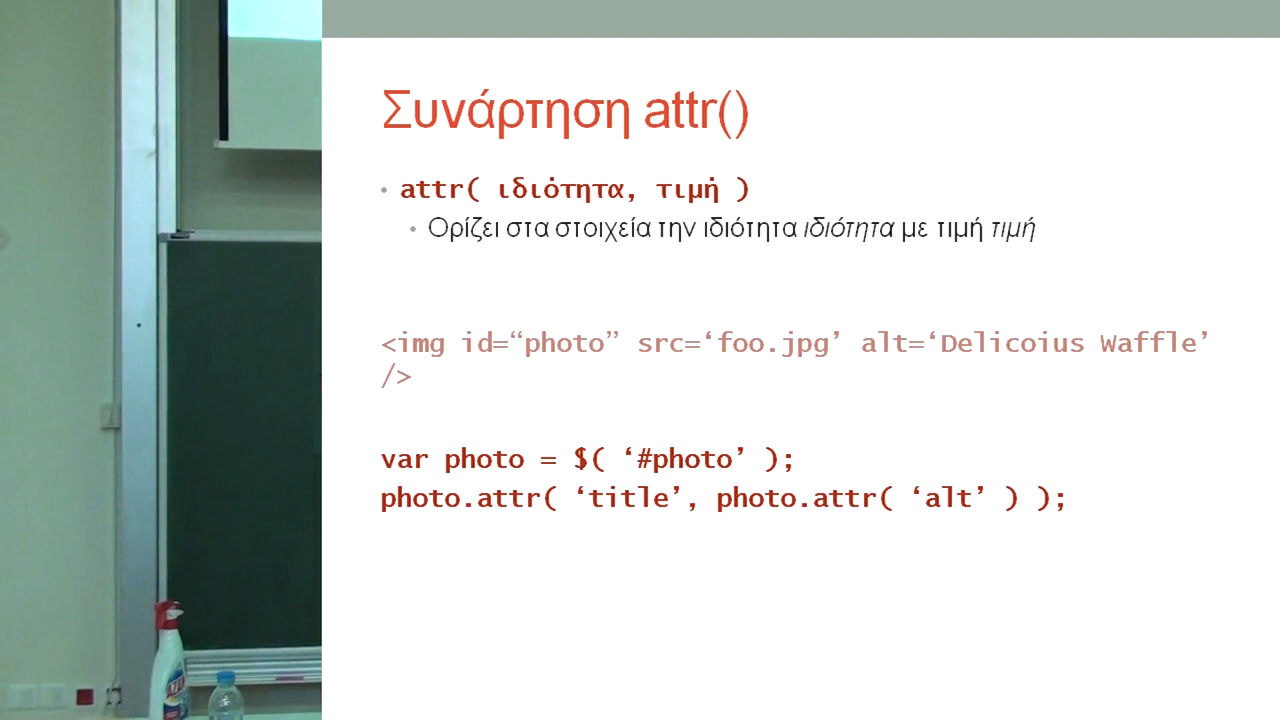 Συνάρτηση attr()
• attr( ιδιότητα, τιμή )
• Ορίζει στα στοιχεία την ιδιότητα ιδιότητα με τιμή τιμή
<img id=“photo” src=‘foo.jpg’ alt=‘Delicoius Waffle’
/>
var photo = $( ‘#photo’ );
photo.attr( ‘title’, photo.attr( ‘alt’ ) );